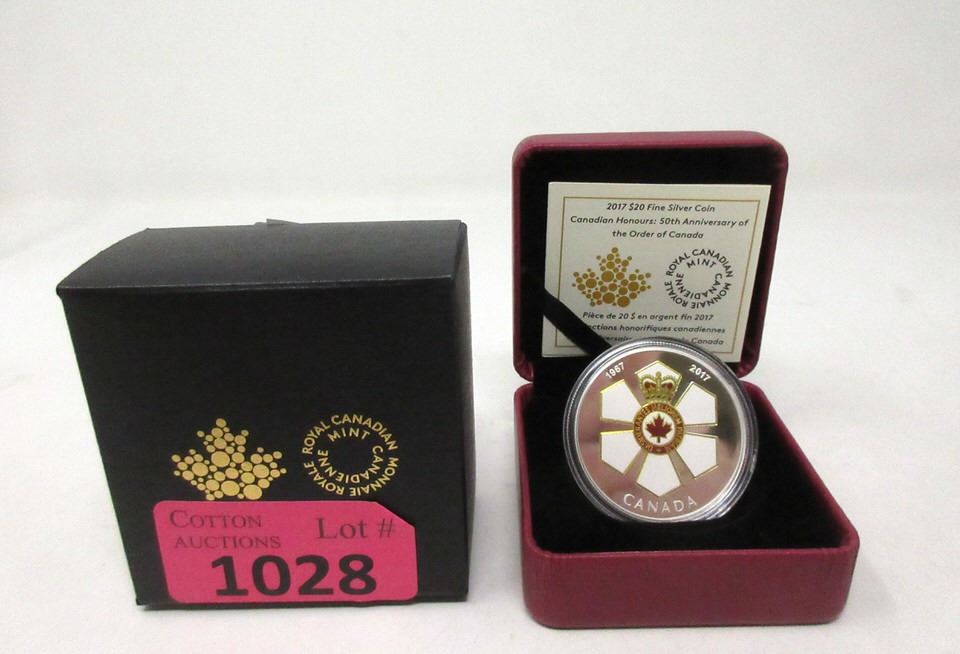 ROYAL CANADIAN MINT
MONNAIE ROYALE CANADIENNE
COTTON
AUCTIONS
Lot #
1028
2017 $20 Fine Silver Coin
Canadian Honours: 50th Anniversary of
the Order of Canada
ROYAL CANADIAN MINT
MONNAIE ROYALE CANADIENNE
Pièce de 20 $ en argent fin 2017
honorifiques canadiennes
Canada
1967 2017
CANADA